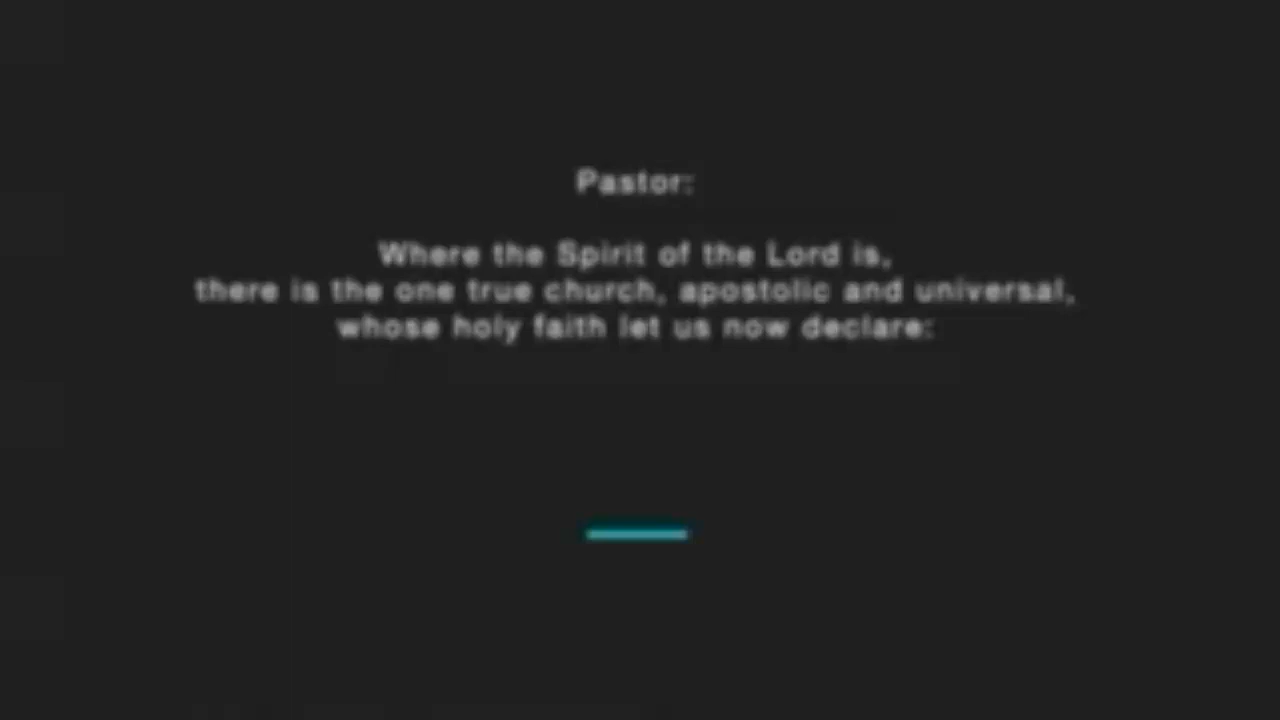 Pastor:
Where the Spirit of the Lord is,
there is the one true church, apostolic and universal,
whose holy faith let us now declare: